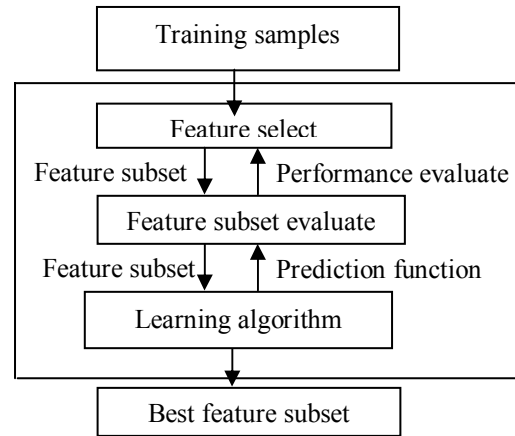 Training samples
Feature select
Feature subset
Performance evaluate
Feature subset evaluate
Feature subset
Prediction function
Learning algorithm
Best feature subset